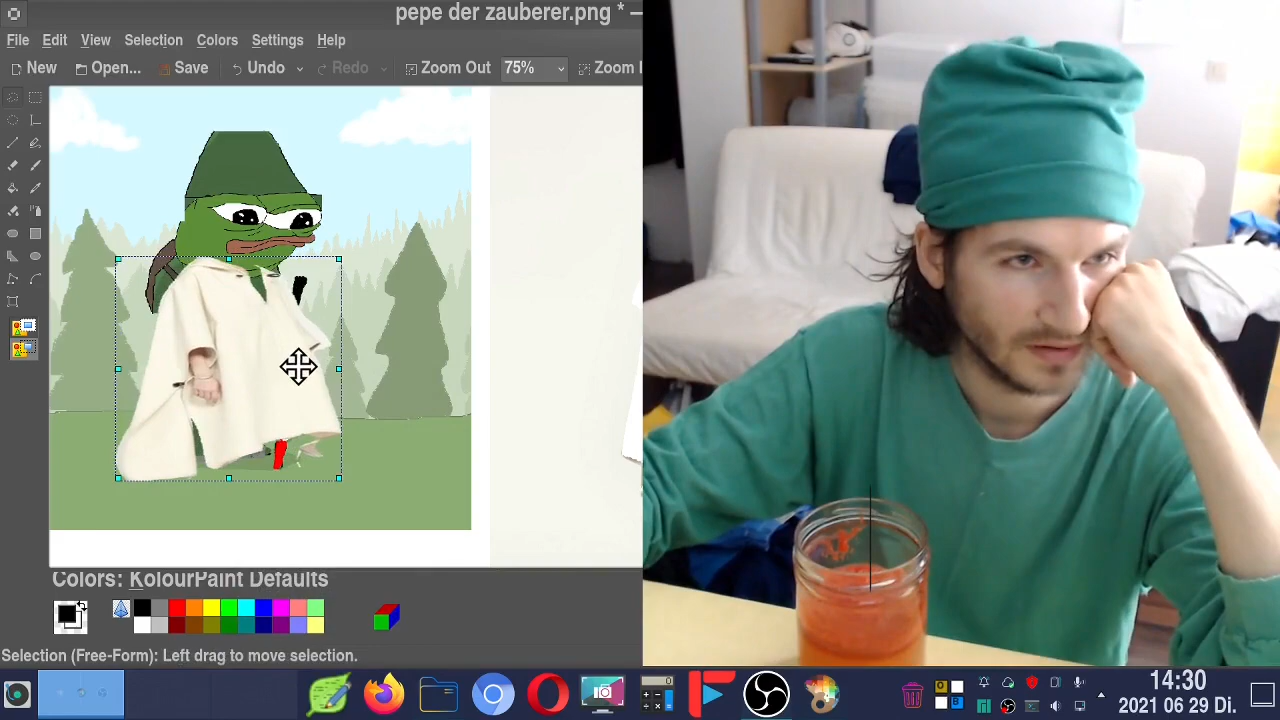 pepe der zauberer.png * —
File Edit View Selection Colors Settings Help
New Open... Save Undo Redo Zoom Out 75% Zoom
Colors: KolourPaint Defaults
Selection (Free-Form): Left drag to move selection.
14:30
2021 06 29 Di.